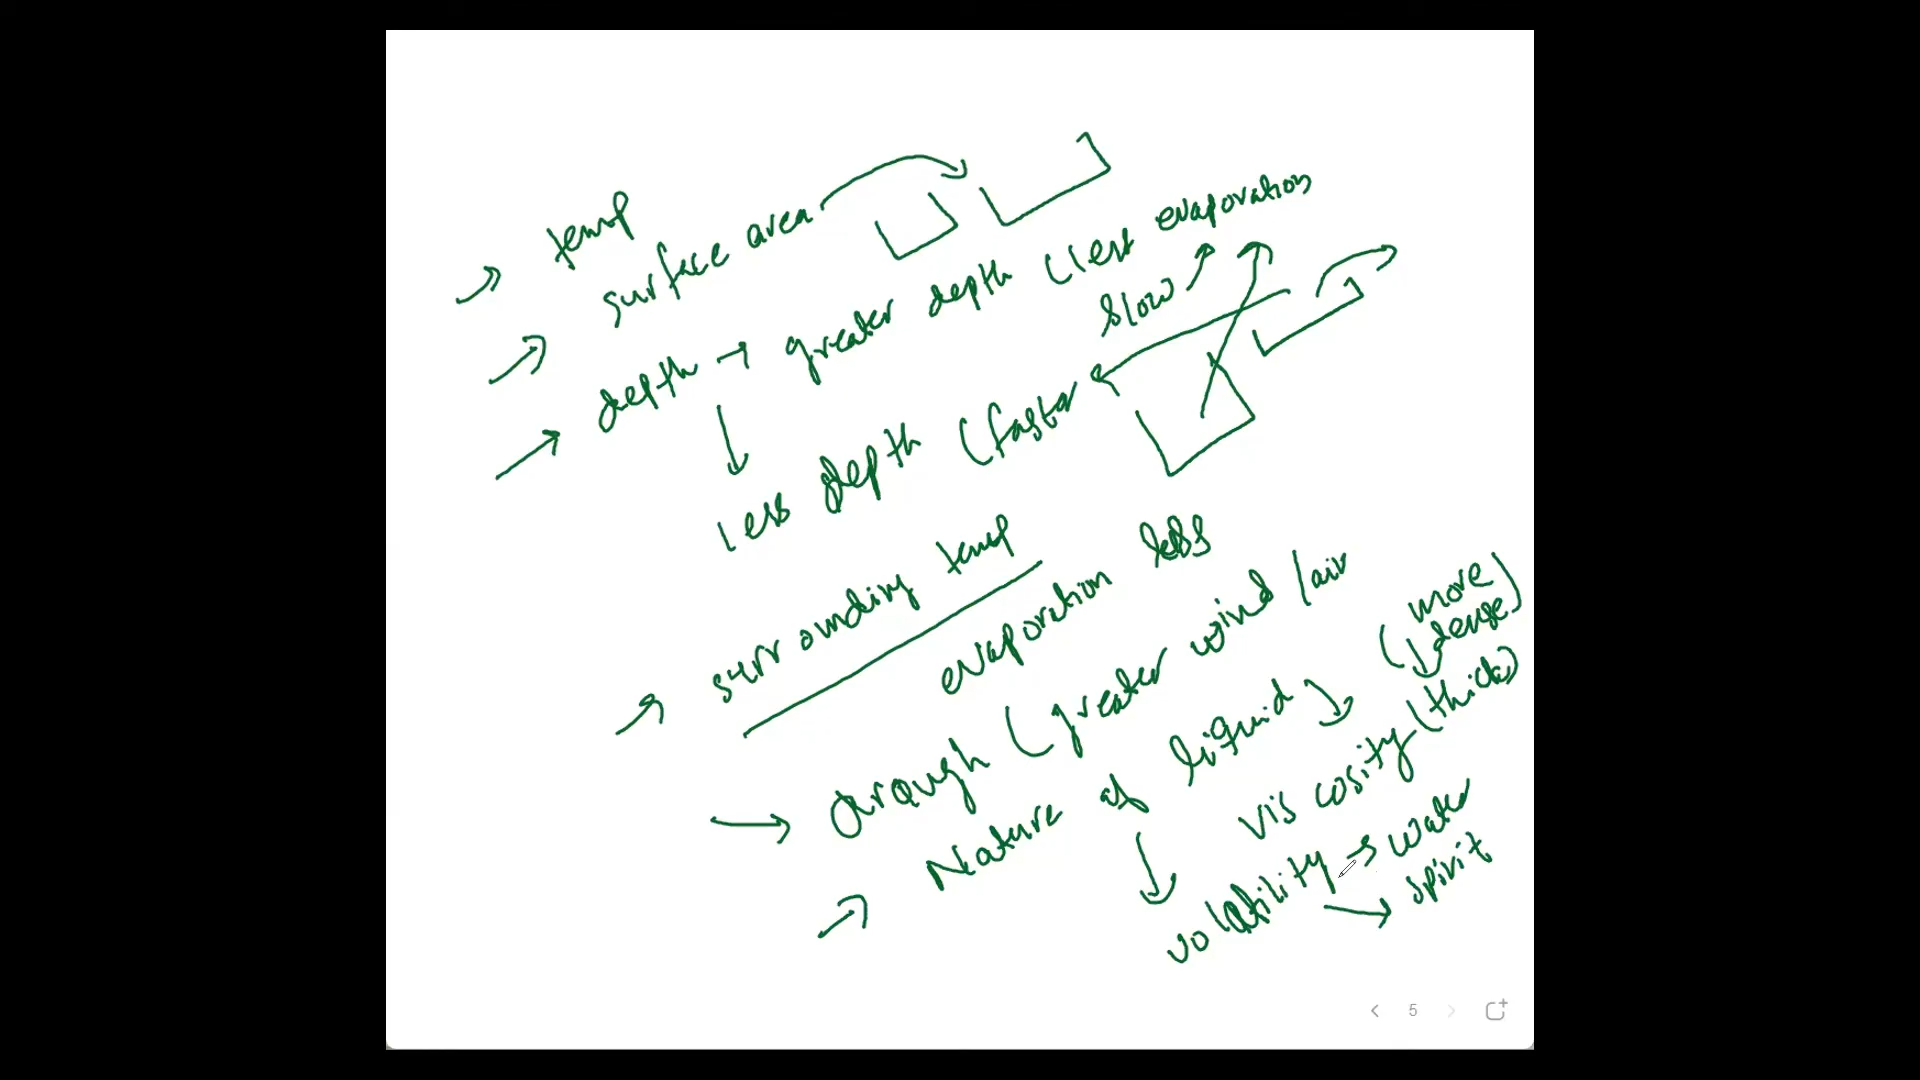 temp
surface area
depth → greater depth (less evaporation
slow
less depth (faster
surrounding temp
evaporation less
through (greater wind / air
Nature of liquid
(more
dense)
viscosity (thick)
volatility → water
→ spirit
5